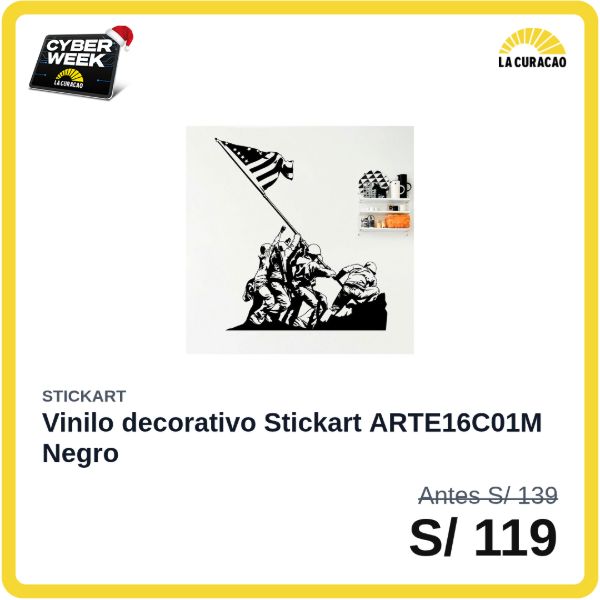 CYBER
WEEK
LA CURACAO
LA CURACAO
STICKART
Vinilo decorativo Stickart ARTE16C01M
Negro
Antes S/ 139
S/ 119